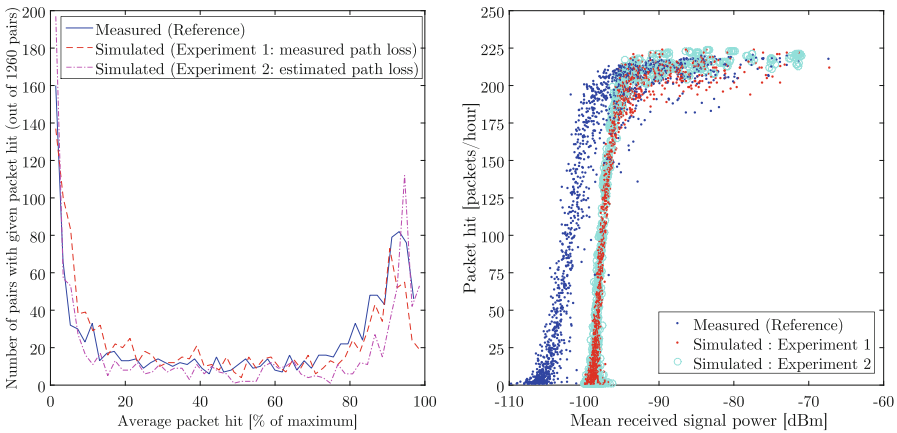 Number of pairs with given packet hit (out of 1260 pairs)
200
180
160
140
120
100
80
60
40
20
0
Measured (Reference)
Simulated (Experiment 1: measured path loss)
Simulated (Experiment 2: estimated path loss)
0 20 40 60 80 100
Average packet hit [% of maximum]
Packet hit [packets/hour]
250
225
200
175
150
125
100
75
50
25
0
Measured (Reference)
Simulated : Experiment 1
Simulated : Experiment 2
-110 -100 -90 -80 -70 -60
Mean received signal power [dBm]